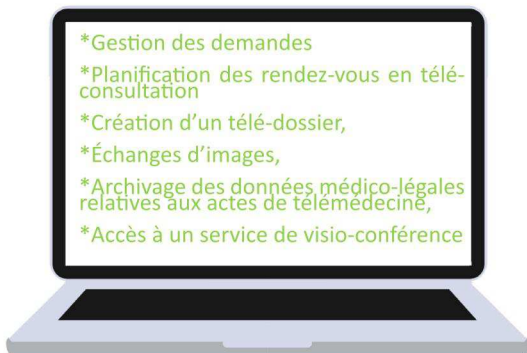 *Gestion des demandes
*Planification des rendez-vous en télé-
consultation
*Création d’un télé-dossier,
*Échanges d’images,
*Archivage des données médico-légales
relatives aux actes de télémédecine,
*Accès à un service de visio-conférence